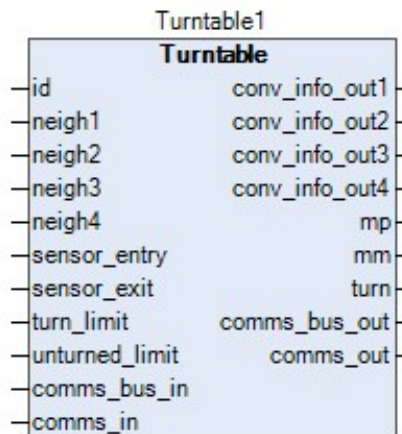 Turntable1
Turntable
id conv_info_out1
neigh1 conv_info_out2
neigh2 conv_info_out3
neigh3 conv_info_out4
neigh4 mp
sensor_entry mm
sensor_exit turn
turn_limit comms_bus_out
unturned_limit comms_out
comms_bus_in
comms_in